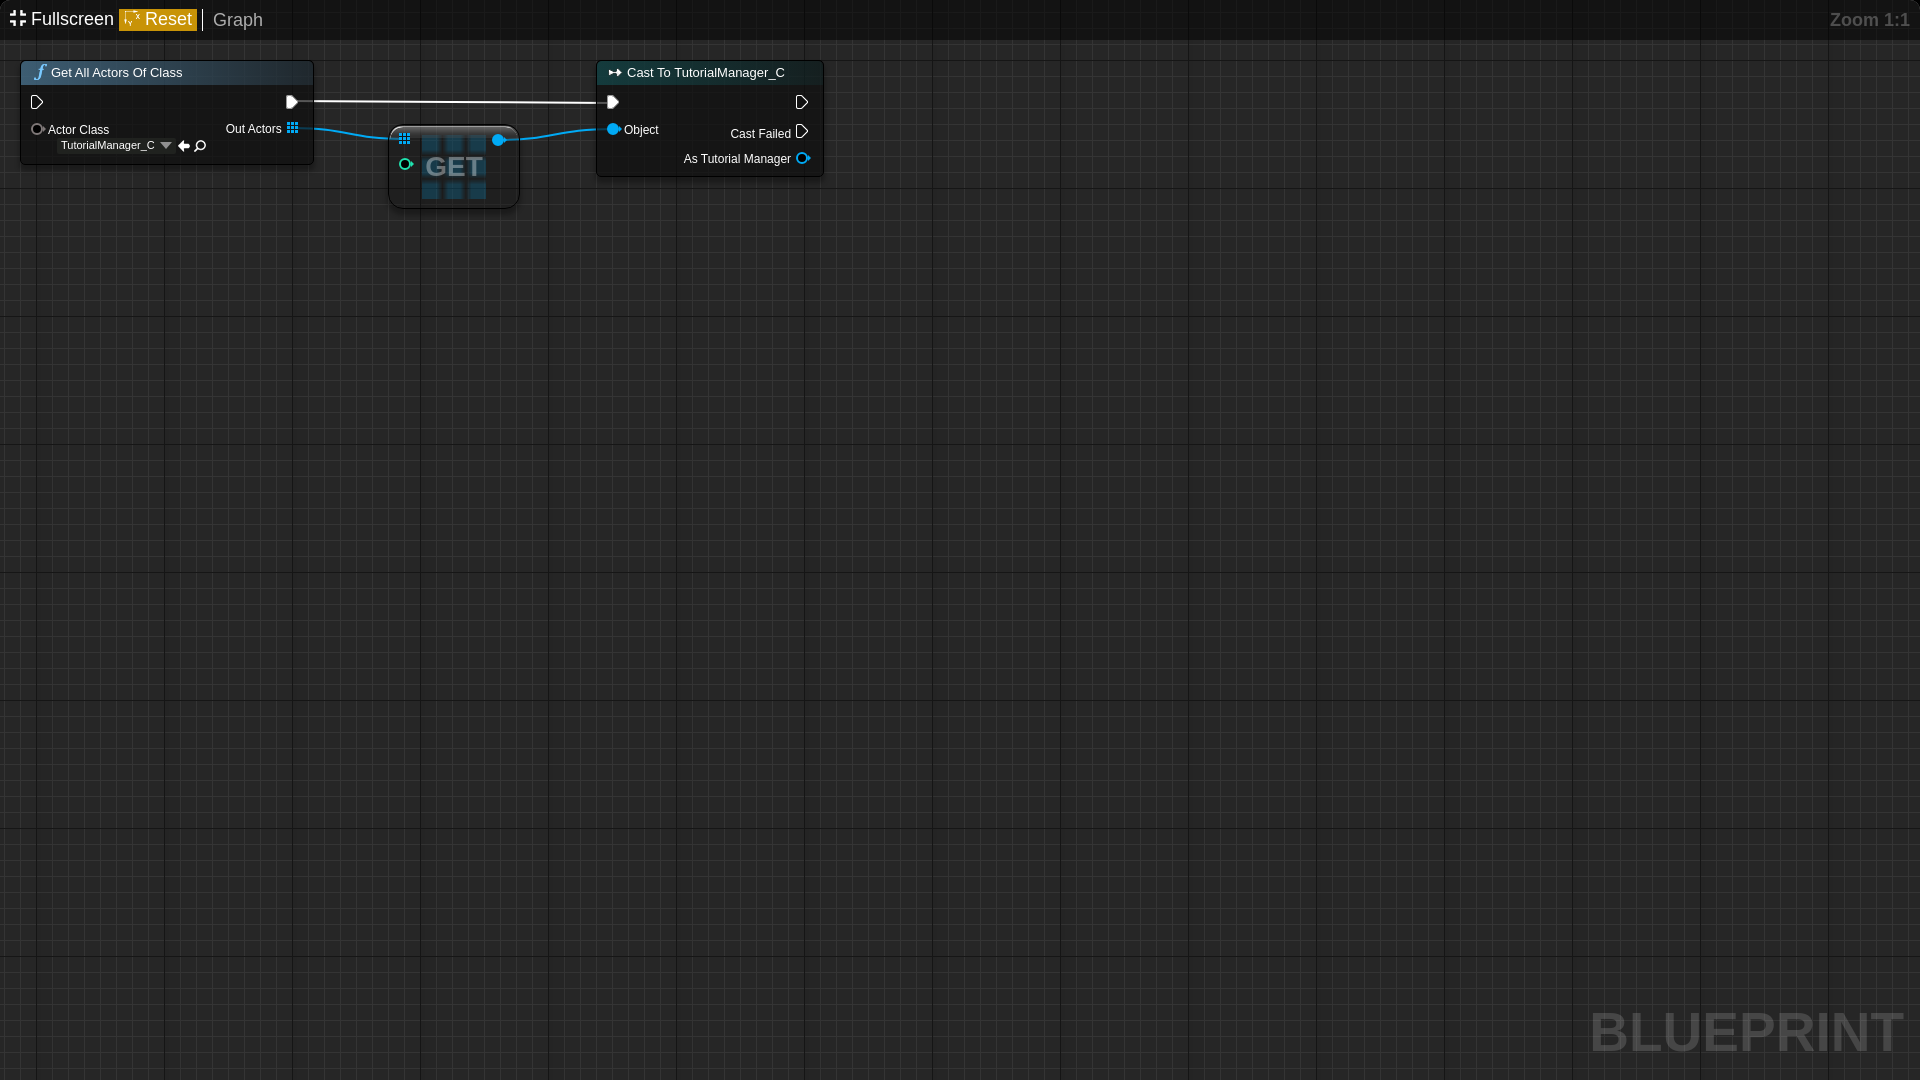 Fullscreen Reset Graph Zoom 1:1
Get All Actors Of Class
Actor Class Out Actors
TutorialManager_C
GET
Cast To TutorialManager_C
Object
Cast Failed
As Tutorial Manager
BLUEPRINT